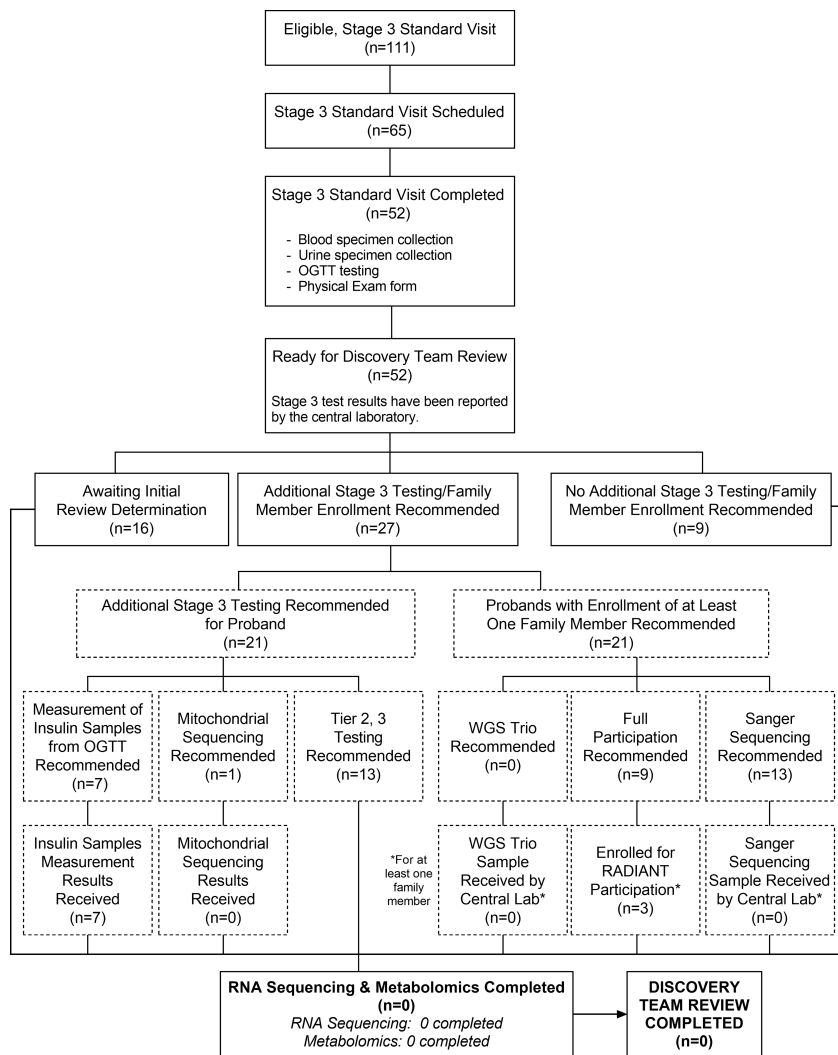 Eligible, Stage 3 Standard Visit
(n=111)
Stage 3 Standard Visit Scheduled
(n=65)
Stage 3 Standard Visit Completed
(n=52)
- Blood specimen collection
- Urine specimen collection
- OGTT testing
- Physical Exam form
Ready for Discovery Team Review
(n=52)
Stage 3 test results have been reported
by the central laboratory.
Awaiting Initial
Review Determination
(n=16)
Additional Stage 3 Testing/Family
Member Enrollment Recommended
(n=27)
No Additional Stage 3 Testing/Family
Member Enrollment Recommended
(n=9)
Additional Stage 3 Testing Recommended
for Proband
(n=21)
Probands with Enrollment of at Least
One Family Member Recommended
(n=21)
Measurement of
Insulin Samples
from OGTT
Recommended
(n=7)
Mitochondrial
Sequencing
Recommended
(n=1)
Tier 2, 3
Testing
Recommended
(n=13)
WGS Trio
Recommended
(n=0)
Full
Participation
Recommended
(n=9)
Sanger
Sequencing
Recommended
(n=13)
Insulin Samples
Measurement
Results
Received
(n=7)
Mitochondrial
Sequencing
Results
Received
(n=0)
*For at
least one
family
member
WGS Trio
Sample
Received by
Central Lab*
(n=0)
Enrolled for
RADIANT
Participation*
(n=3)
Sanger
Sequencing
Sample Received
by Central Lab*
(n=0)
RNA Sequencing & Metabolomics Completed
(n=0)
RNA Sequencing: 0 completed
Metabolomics: 0 completed
DISCOVERY
TEAM REVIEW
COMPLETED
(n=0)